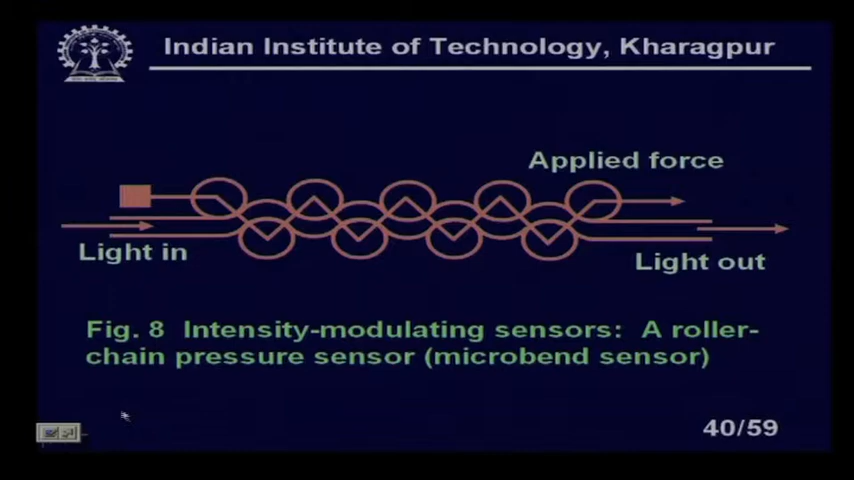 Indian Institute of Technology, Kharagpur
Applied force
Light in
Light out
Fig. 8 Intensity-modulating sensors: A roller-
chain pressure sensor (microbend sensor)
40/59